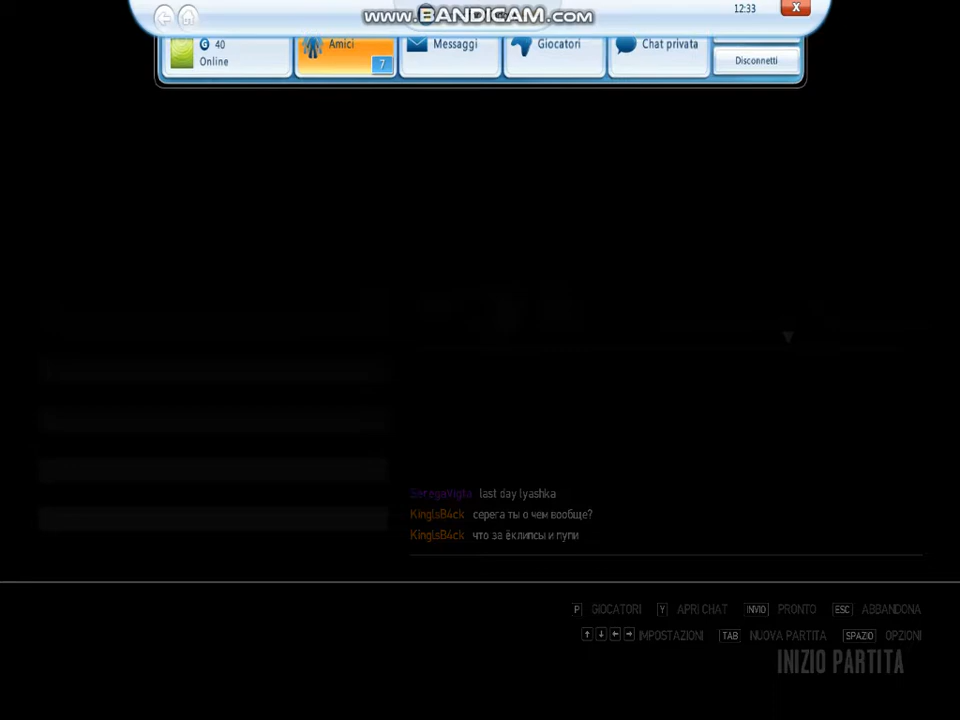 www.BANDICAM.com
12:33
X
G 40
Online
Amici
7
Messaggi
Giocatori
Chat privata
Disconnetti
SeregaVigta last day lyashka
KingIsB4ck серега ты о чем вообще?
KingIsB4ck что за ёклипсы и пупи
P GIOCATORI Y APRI CHAT INVIO PRONTO ESC ABBANDONA
IMPOSTAZIONI TAB NUOVA PARTITA SPAZIO OPZIONI
INIZIO PARTITA